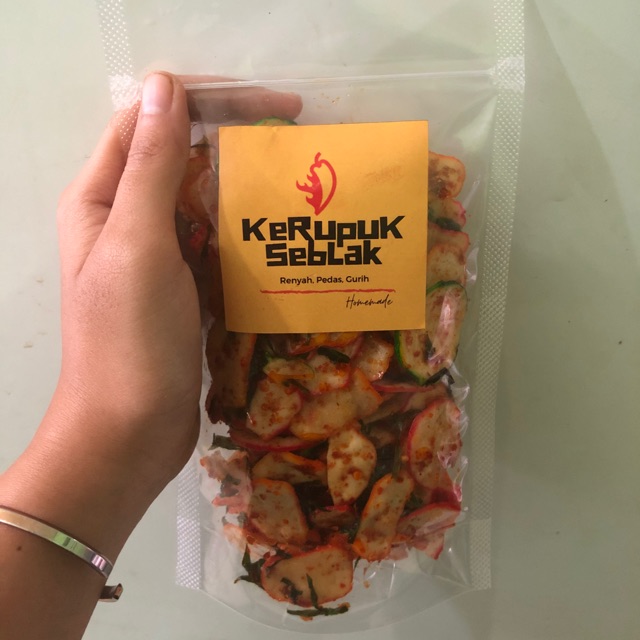 KeRupuK
SebLaK
Renyah, Pedas, Gurih
Homemade